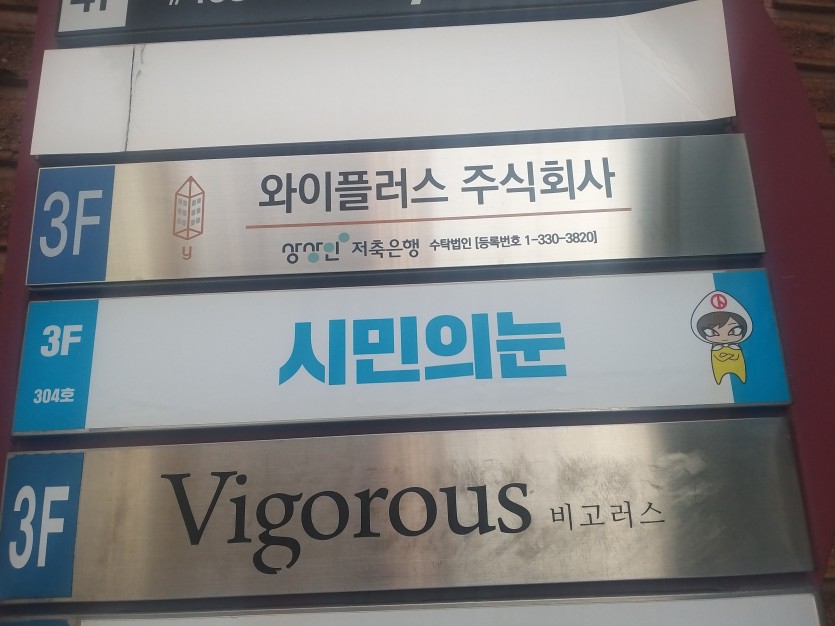 4F
3F
와이플러스 주식회사
y
상상인 저축은행 수탁법인 [등록번호 1-330-3820]
3F
304호
시민의눈
3F
Vigorous 비고러스